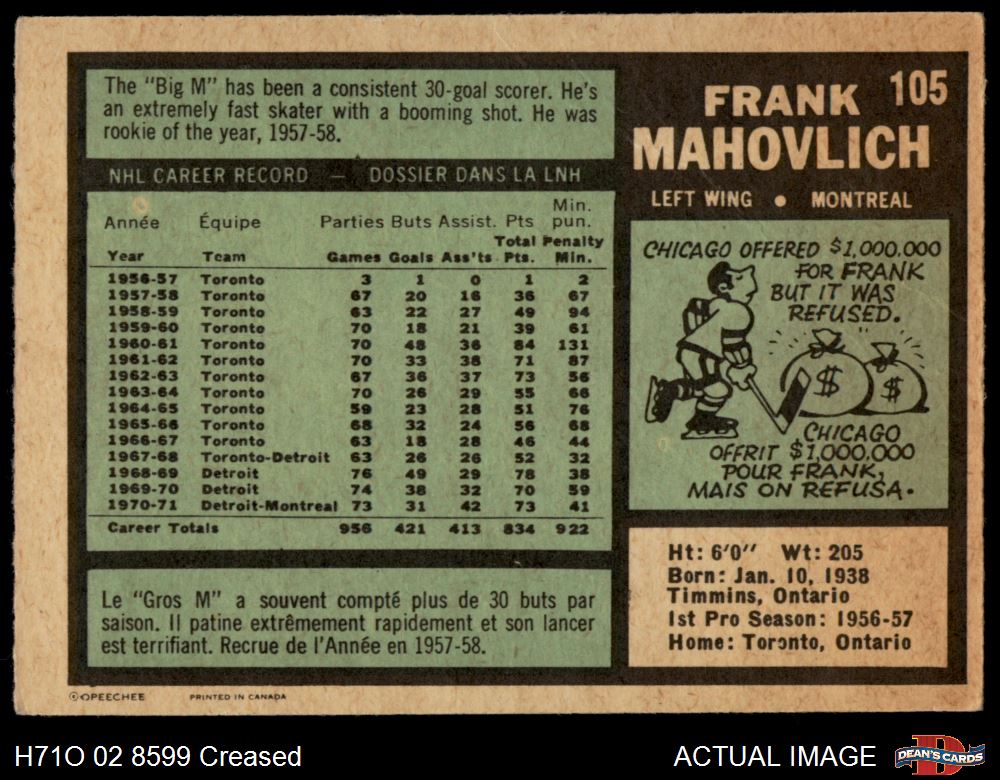 The "Big M" has been a consistent 30-goal scorer. He's
an extremely fast skater with a booming shot. He was
rookie of the year, 1957-58.
NHL CAREER RECORD — DOSSIER DANS LA LNH
Année Équipe Parties Buts Assist. Pts Min. pun.
Year Team Games Goals Ass'ts Total Pts. Penalty Min.
1956-57 Toronto 3 1 0 1 2
1957-58 Toronto 67 20 16 36 67
1958-59 Toronto 63 22 27 49 94
1959-60 Toronto 70 18 21 39 61
1960-61 Toronto 70 48 36 84 131
1961-62 Toronto 70 33 38 71 87
1962-63 Toronto 67 36 37 73 56
1963-64 Toronto 70 26 29 55 66
1964-65 Toronto 59 23 28 51 76
1965-66 Toronto 68 32 24 56 68
1966-67 Toronto 63 18 28 46 44
1967-68 Toronto-Detroit 63 26 26 52 32
1968-69 Detroit 76 49 29 78 38
1969-70 Detroit 74 38 32 70 59
1970-71 Detroit-Montreal 73 31 42 73 41
Career Totals 956 421 413 834 922
Le "Gros M" a souvent compté plus de 30 buts par
saison. Il patine extrêmement rapidement et son lancer
est terrifiant. Recrue de l'Année en 1957-58.
©OPEECHEE PRINTED IN CANADA
105
FRANK
MAHOVLICH
LEFT WING ● MONTREAL
CHICAGO OFFERED $1,000,000
FOR FRANK
BUT IT WAS
REFUSED.
$ $
CHICAGO
OFFRIT $1,000,000
POUR FRANK,
MAIS ON REFUSA.
Ht: 6'0" Wt: 205
Born: Jan. 10, 1938
Timmins, Ontario
1st Pro Season: 1956-57
Home: Toronto, Ontario
H71O 02 8599 Creased
ACTUAL IMAGE
DEAN'S CARDS